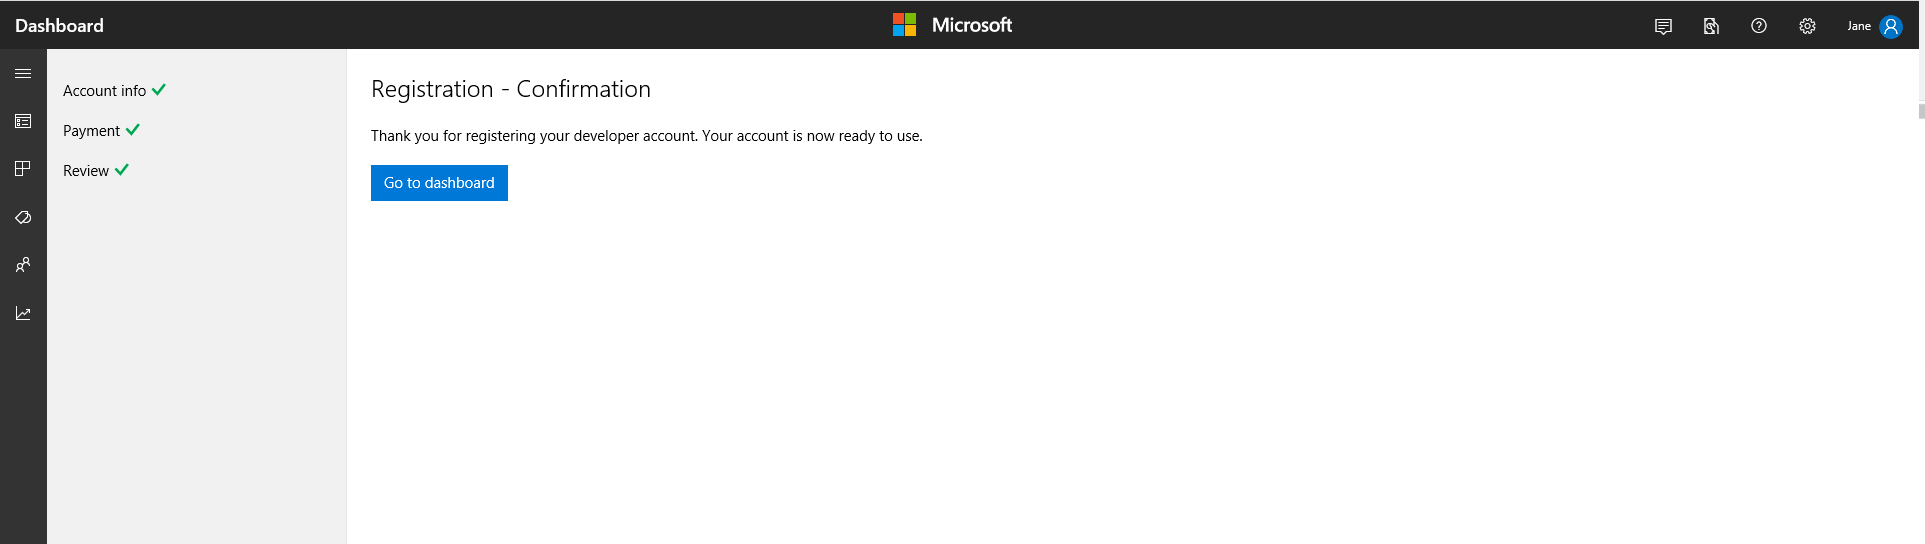 Dashboard
Microsoft
Jane
Account info
Payment
Review
Registration - Confirmation
Thank you for registering your developer account. Your account is now ready to use.
Go to dashboard